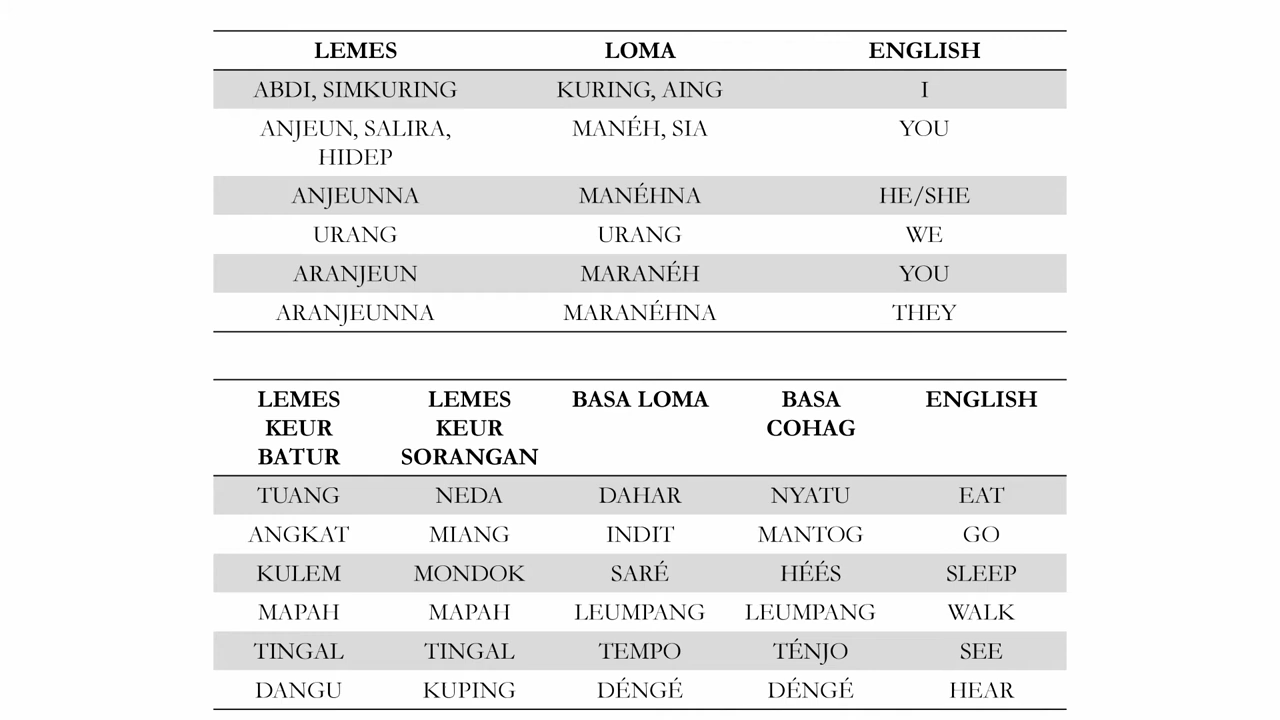 LEMES LOMA ENGLISH
ABDI, SIMKURING KURING, AING I
ANJEUN, SALIRA, MANÉH, SIA YOU
HIDEP
ANJEUNNA MANÉHNA HE/SHE
URANG URANG WE
ARANJEUN MARANÉH YOU
ARANJEUNNA MARANÉHNA THEY
LEMES LEMES BASA LOMA BASA ENGLISH
KEUR KEUR COHAG
BATUR SORANGAN
TUANG NEDA DAHAR NYATU EAT
ANGKAT MIANG INDIT MANTOG GO
KULEM MONDOK SARÉ HÉÉS SLEEP
MAPAH MAPAH LEUMPANG LEUMPANG WALK
TINGAL TINGAL TEMPO TÉNJO SEE
DANGU KUPING DÉNGÉ DÉNGÉ HEAR